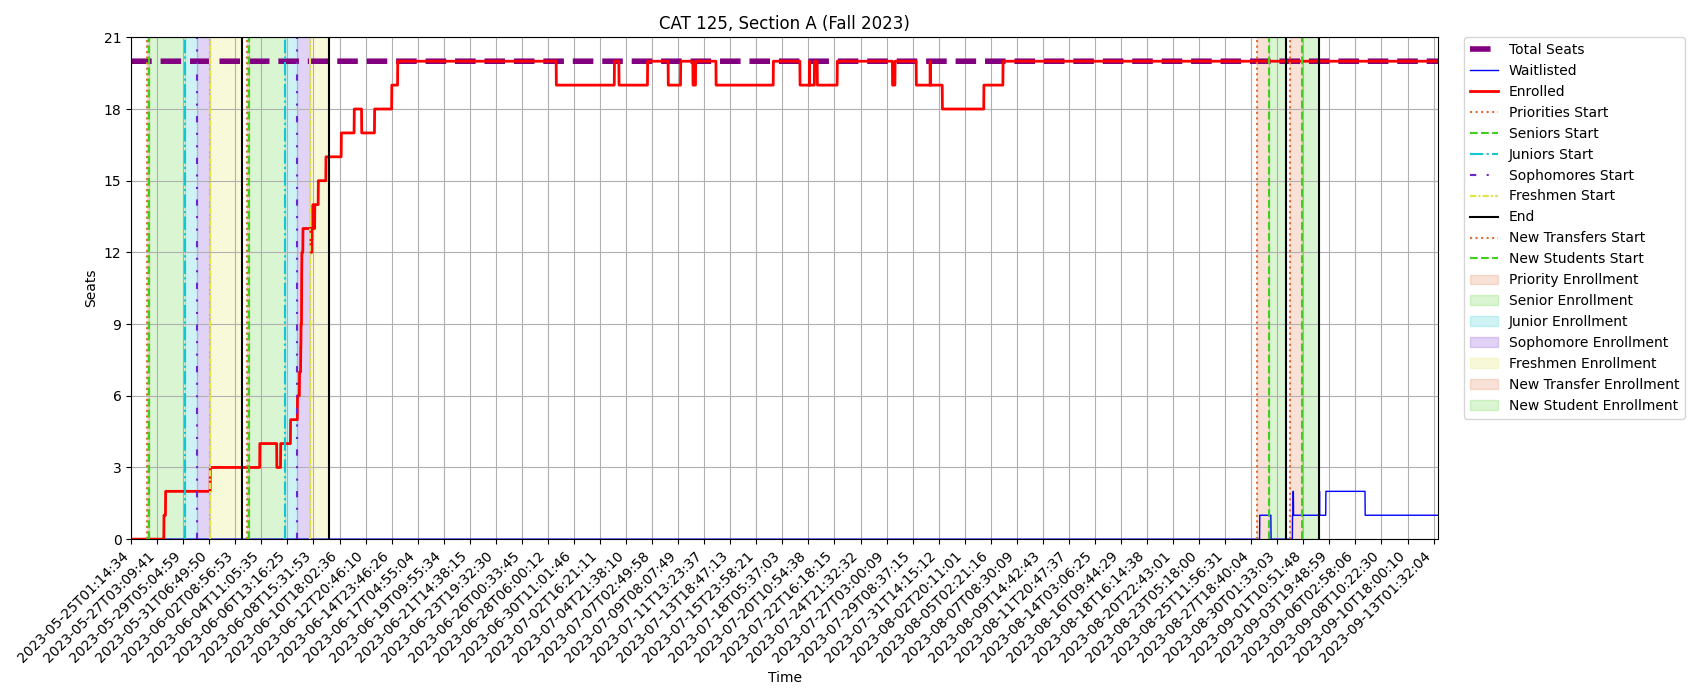 CAT 125, Section A (Fall 2023)
Seats
21
18
15
12
9
6
3
0
2023-05-25T01:14:34
2023-05-27T03:09:41
2023-05-29T05:04:59
2023-05-31T06:49:50
2023-06-02T08:56:53
2023-06-04T11:05:35
2023-06-06T13:16:25
2023-06-08T15:31:53
2023-06-10T18:02:36
2023-06-12T20:46:10
2023-06-14T23:46:26
2023-06-17T04:55:04
2023-06-19T09:55:34
2023-06-21T14:38:15
2023-06-23T19:32:30
2023-06-26T00:33:45
2023-06-28T06:00:12
2023-06-30T11:01:46
2023-07-02T16:21:11
2023-07-04T21:38:10
2023-07-07T02:49:58
2023-07-09T08:07:49
2023-07-11T13:23:37
2023-07-13T18:47:13
2023-07-15T23:58:21
2023-07-18T05:37:03
2023-07-20T10:54:38
2023-07-22T16:18:15
2023-07-24T21:32:32
2023-07-27T03:00:09
2023-07-29T08:37:15
2023-07-31T14:15:12
2023-08-02T20:11:01
2023-08-05T02:21:16
2023-08-07T08:30:09
2023-08-09T14:42:43
2023-08-11T20:47:37
2023-08-14T03:06:25
2023-08-16T09:44:29
2023-08-18T16:14:38
2023-08-20T22:43:01
2023-08-23T05:18:00
2023-08-25T11:56:31
2023-08-27T18:40:04
2023-08-30T01:33:03
2023-09-01T10:51:48
2023-09-03T19:48:59
2023-09-06T02:58:06
2023-09-08T10:22:30
2023-09-10T18:00:10
2023-09-13T01:32:04
Time
Total Seats
Waitlisted
Enrolled
Priorities Start
Seniors Start
Juniors Start
Sophomores Start
Freshmen Start
End
New Transfers Start
New Students Start
Priority Enrollment
Senior Enrollment
Junior Enrollment
Sophomore Enrollment
Freshmen Enrollment
New Transfer Enrollment
New Student Enrollment